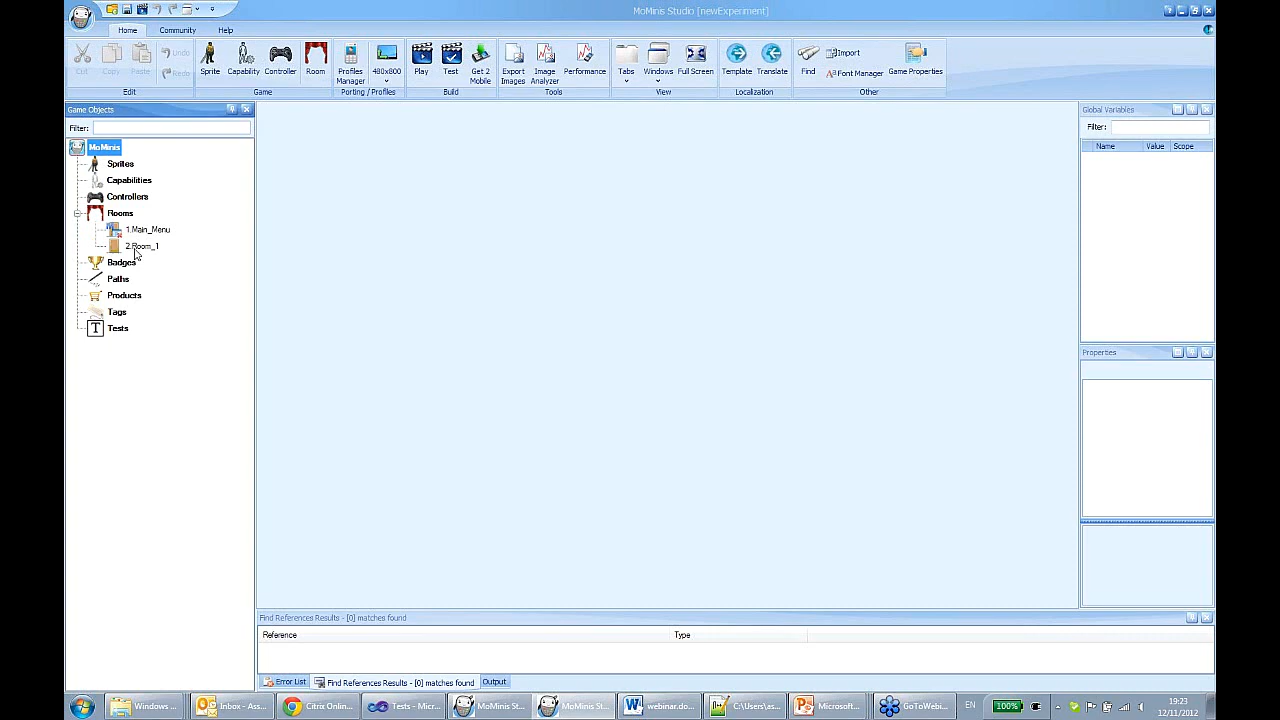 MoMinis Studio [newExperiment]
Home Community Help
Cut Copy Paste Undo Redo
Sprite Capability Controller Room
Profiles Manager 480x800
Play Test Get 2 Mobile
Export Images Image Analyzer Performance
Tabs Windows Full Screen
Template Translate
Find Import Font Manager Game Properties
Edit Game Porting / Profiles Build Tools View Localization Other
Game Objects
Filter:
MoMinis
Sprites
Capabilities
Controllers
Rooms
1.Main_Menu
2.Room_1
Badges
Paths
Products
Tags
Tests
Global Variables
Filter:
Name Value Scope
Properties
Find References Results - [0] matches found
Reference Type
Error List Find References Results - [0] matches found Output
Windows ... Inbox - Ass... Citrix Onlin... Tests - Micr... MoMinis St... MoMinis St... webinar.do... C:\Users\as... Microsoft... GoToWebi... EN 100% 19:23
12/11/2012